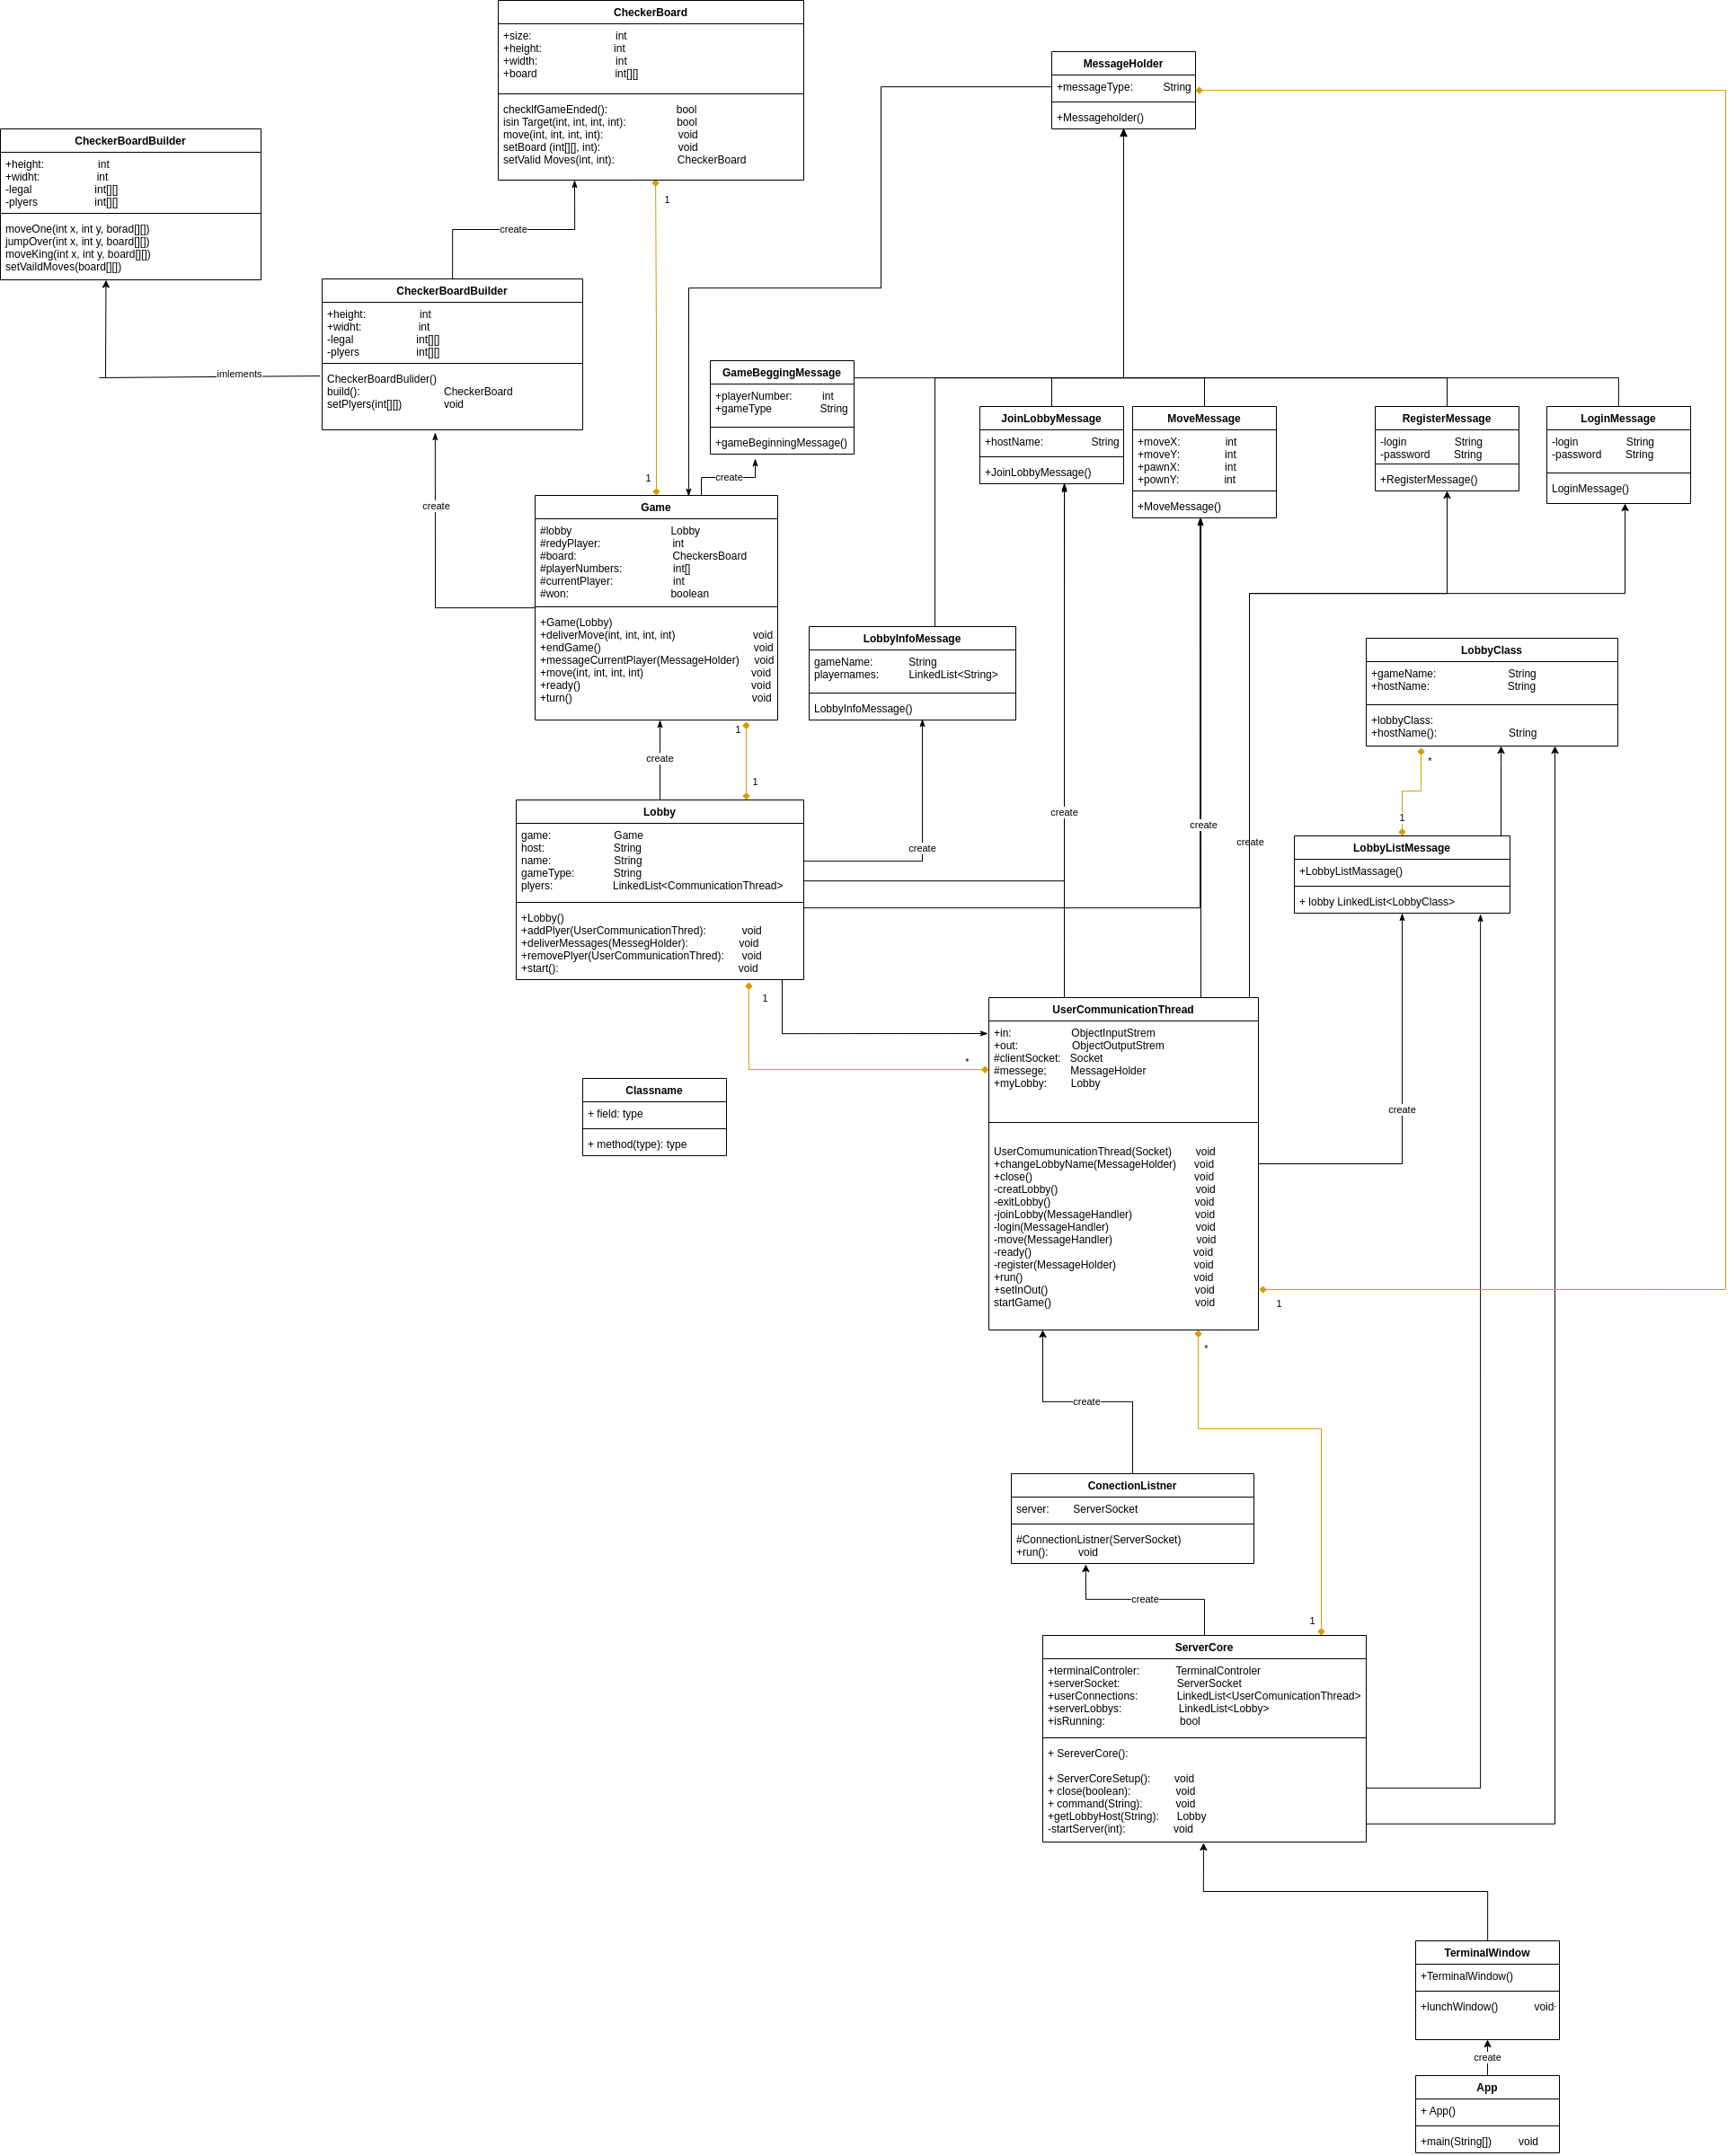 CheckerBoard
+size: int
+height: int
+width: int
+board int[][]
checkIfGameEnded(): bool
isin Target(int, int, int, int): bool
move(int, int, int, int): void
setBoard (int[][], int): void
setValid Moves(int, int): CheckerBoard
1
MessageHolder
+messageType: String
+Messageholder()
CheckerBoardBuilder
+height: int
+widht: int
-legal int[][]
-plyers int[][]
moveOne(int x, int y, borad[][])
jumpOver(int x, int y, board[][])
moveKing(int x, int y, board[][])
setVaildMoves(board[][])
create
CheckerBoardBuilder
+height: int
+widht: int
-legal int[][]
-plyers int[][]
CheckerBoardBulider()
build(): CheckerBoard
setPlyers(int[][]) void
imlements
create
GameBeggingMessage
+playerNumber: int
+gameType String
+gameBeginningMessage()
create
1
JoinLobbyMessage
+hostName: String
+JoinLobbyMessage()
MoveMessage
+moveX: int
+moveY: int
+pawnX: int
+pownY: int
+MoveMessage()
RegisterMessage
-login String
-password String
+RegisterMessage()
LoginMessage
-login String
-password String
LoginMessage()
Game
#lobby Lobby
#redyPlayer: int
#board: CheckersBoard
#playerNumbers: int[]
#currentPlayer: int
#won: boolean
+Game(Lobby)
+deliverMove(int, int, int, int) void
+endGame() void
+messageCurrentPlayer(MessageHolder) void
+move(int, int, int, int) void
+ready() void
+turn() void
LobbyInfoMessage
gameName: String
playernames: LinkedList<String>
LobbyInfoMessage()
LobbyClass
+gameName: String
+hostName: String
+lobbyClass:
+hostName(): String
create
1
1
*
1
Lobby
game: Game
host: String
name: String
gameType: String
plyers: LinkedList<CommunicationThread>
+Lobby()
+addPlyer(UserCommunicationThred): void
+deliverMessages(MessegHolder): void
+removePlyer(UserCommunicationThred): void
+start(): void
create
create
create
create
LobbyListMessage
+LobbyListMassage()
+ lobby LinkedList<LobbyClass>
1
*
Classname
+ field: type
+ method(type): type
UserCommunicationThread
+in: ObjectInputStrem
+out: ObjectOutputStrem
#clientSocket: Socket
#messege; MessageHolder
+myLobby: Lobby
UserComumunicationThread(Socket) void
+changeLobbyName(MessageHolder) void
+close() void
-creatLobby() void
-exitLobby() void
-joinLobby(MessageHandler) void
-login(MessageHandler) void
-move(MessageHandler) void
-ready() void
-register(MessageHolder) void
+run() void
+setInOut() void
startGame() void
create
1
*
create
ConectionListner
server: ServerSocket
#ConnectionListner(ServerSocket)
+run(): void
create
1
ServerCore
+terminalControler: TerminalControler
+serverSocket: ServerSocket
+userConnections: LinkedList<UserComunicationThread>
+serverLobbys: LinkedList<Lobby>
+isRunning: bool
+ SereverCore():
+ ServerCoreSetup(): void
+ close(boolean): void
+ command(String): void
+getLobbyHost(String): Lobby
-startServer(int): void
TerminalWindow
+TerminalWindow()
+lunchWindow() void
create
App
+ App()
+main(String[]) void